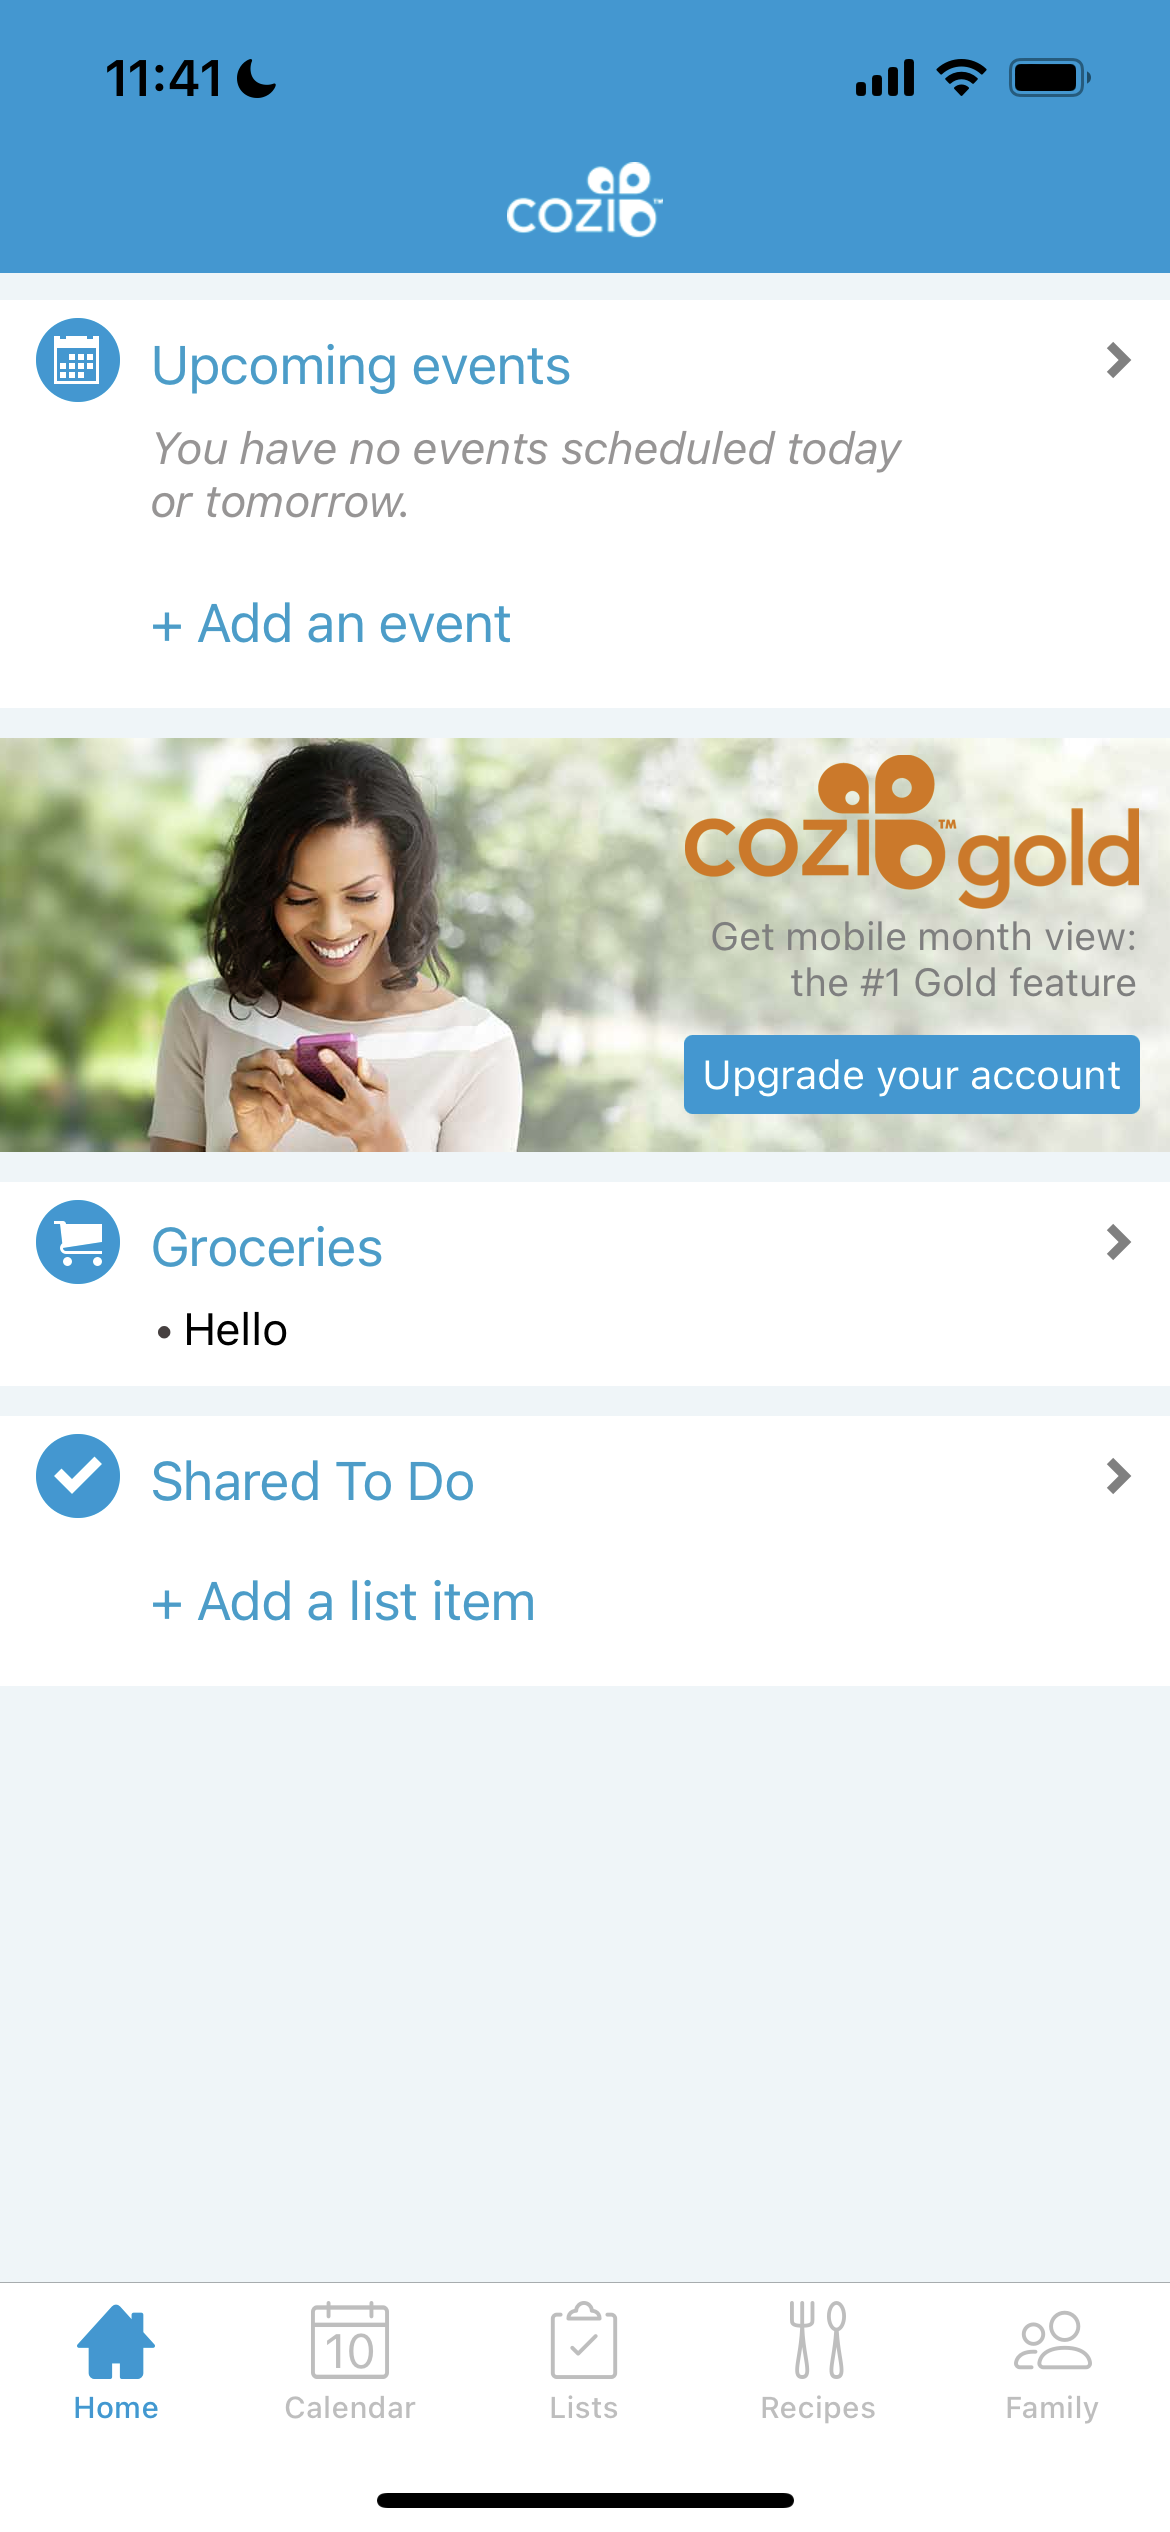 11:41
cozi™
Upcoming events
You have no events scheduled today
or tomorrow.
+ Add an event
cozi™ gold
Get mobile month view:
the #1 Gold feature
Upgrade your account
Groceries
• Hello
Shared To Do
+ Add a list item
10
Home Calendar Lists Recipes Family